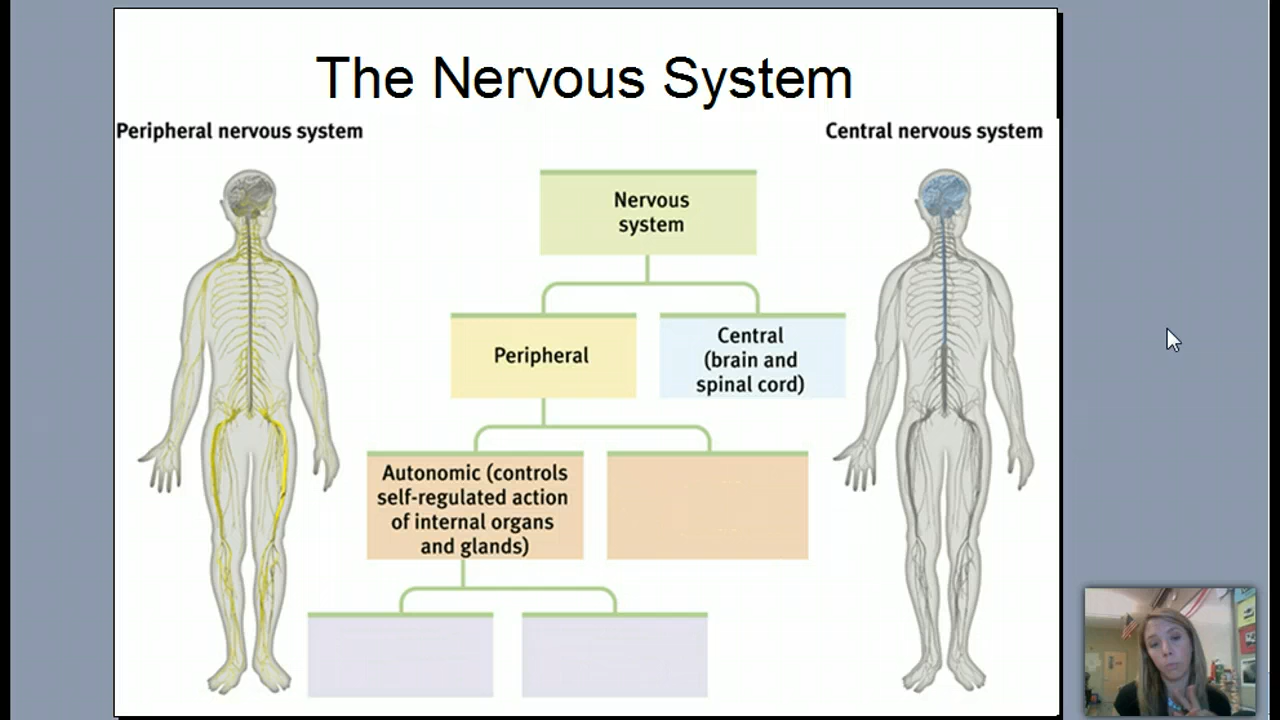 The Nervous System
Peripheral nervous system
Central nervous system
Nervous
system
Peripheral
Central
(brain and
spinal cord)
Autonomic (controls
self-regulated action
of internal organs
and glands)